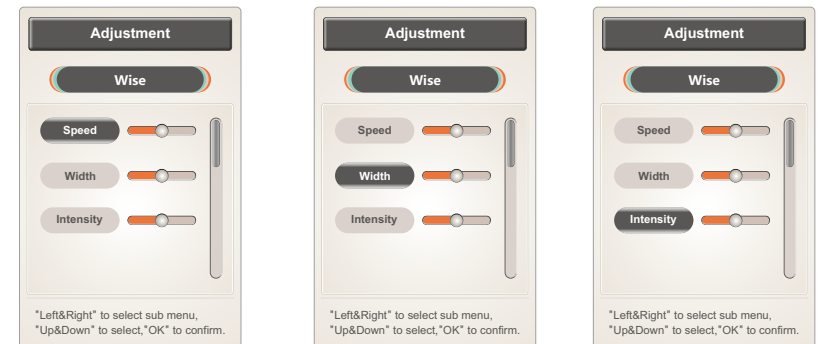 Adjustment
Wise
Speed
Width
Intensity
"Left&Right" to select sub menu,
"Up&Down" to select,"OK" to confirm.
Adjustment
Wise
Speed
Width
Intensity
"Left&Right" to select sub menu,
"Up&Down" to select,"OK" to confirm.
Adjustment
Wise
Speed
Width
Intensity
"Left&Right" to select sub menu,
"Up&Down" to select,"OK" to confirm.